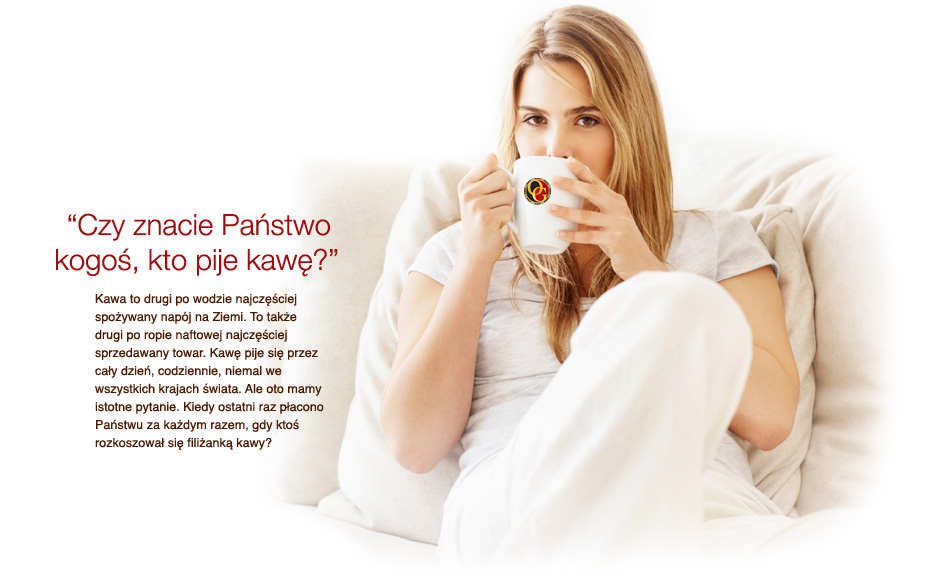 “Czy znacie Państwo
kogoś, kto pije kawę?”
Kawa to drugi po wodzie najczęściej
spożywany napój na Ziemi. To także
drugi po ropie naftowej najczęściej
sprzedawany towar. Kawę pije się przez
cały dzień, codziennie, niemal we
wszystkich krajach świata. Ale oto mamy
istotne pytanie. Kiedy ostatni raz płacono
Państwu za każdym razem, gdy ktoś
rozkoszował się filiżanką kawy?